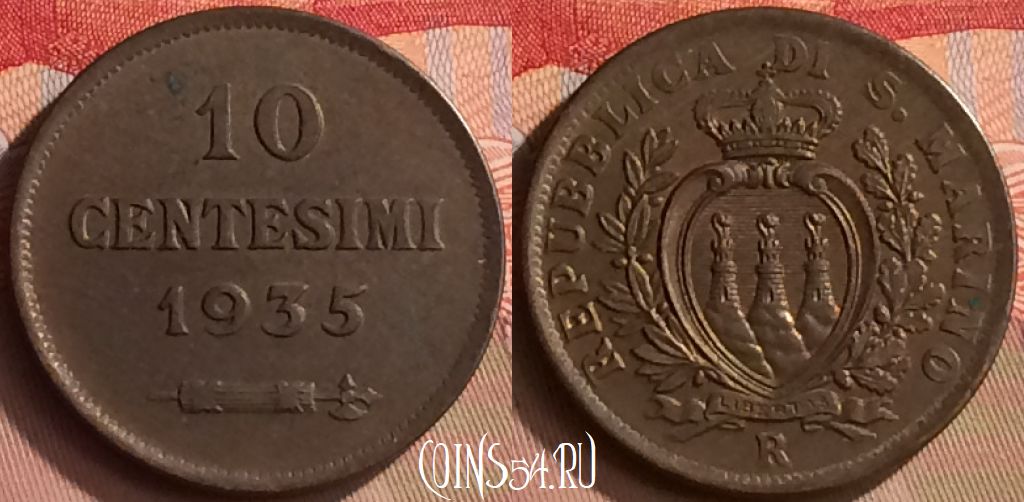 10
CENTESIMI
1935
REPUBBLICA DI S. MARINO
LIBERTAS
R
COINS54.RU